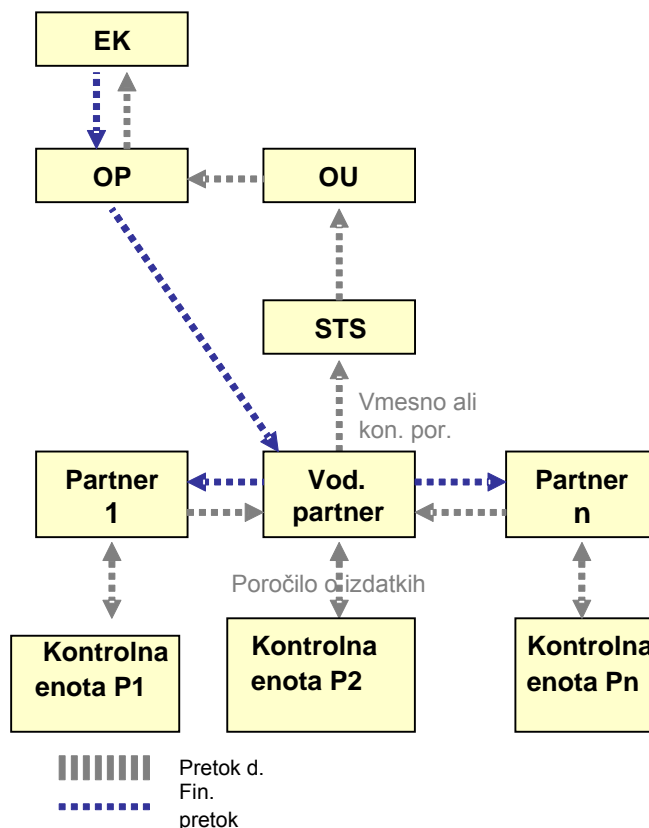 EK
OP
OU
STS
Vmesno ali
kon. por.
Partner
1
Vod.
partner
Partner
n
Poročilo o izdatkih
Kontrolna
enota P1
Kontrolna
enota P2
Kontrolna
enota Pn
Pretok d.
Fin.
pretok